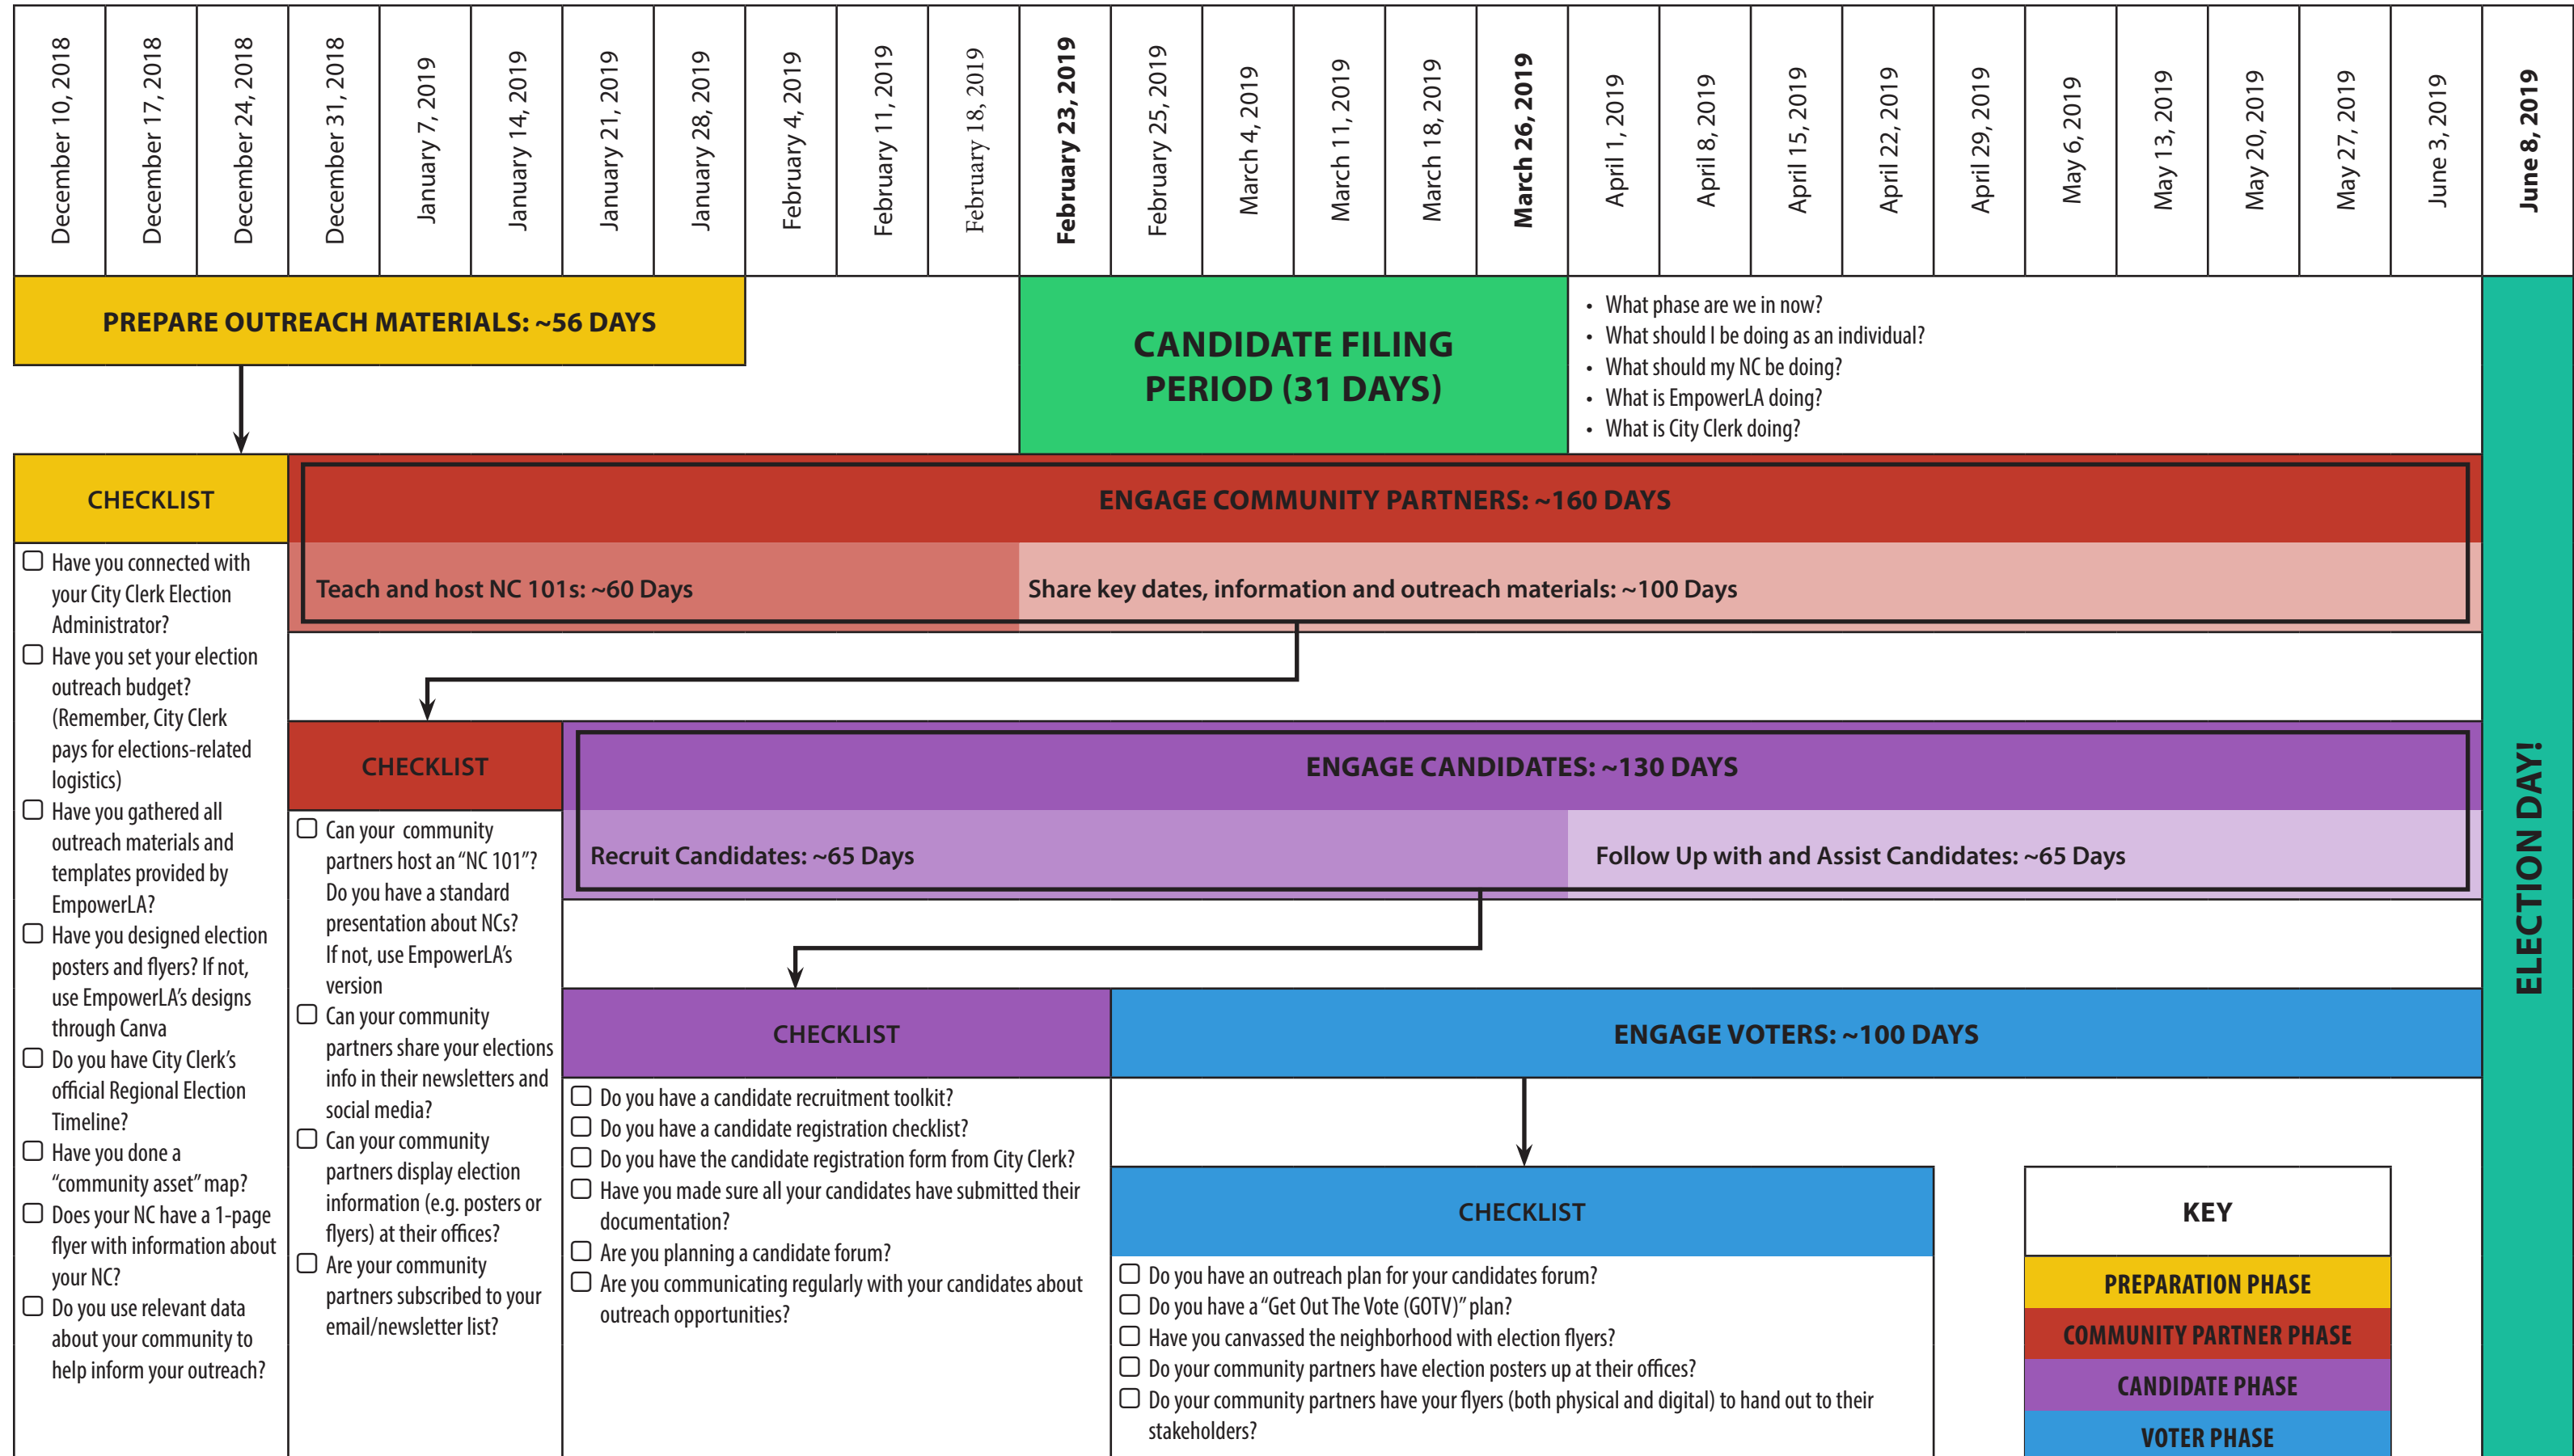 December 10, 2018
December 17, 2018
December 24, 2018
December 31, 2018
January 7, 2019
January 14, 2019
January 21, 2019
January 28, 2019
February 4, 2019
February 11, 2019
February 18, 2019
February 23, 2019
February 25, 2019
March 4, 2019
March 11, 2019
March 18, 2019
March 26, 2019
April 1, 2019
April 8, 2019
April 15, 2019
April 22, 2019
April 29, 2019
May 6, 2019
May 13, 2019
May 20, 2019
May 27, 2019
June 3, 2019
June 8, 2019
PREPARE OUTREACH MATERIALS: ~56 DAYS
CANDIDATE FILING
PERIOD (31 DAYS)
• What phase are we in now?
• What should I be doing as an individual?
• What should my NC be doing?
• What is EmpowerLA doing?
• What is City Clerk doing?
CHECKLIST
Have you connected with
your City Clerk Election
Administrator?
Have you set your election
outreach budget?
(Remember, City Clerk
pays for elections-related
logistics)
Have you gathered all
outreach materials and
templates provided by
EmpowerLA?
Have you designed election
posters and flyers? If not,
use EmpowerLA's designs
through Canva
Do you have City Clerk's
official Regional Election
Timeline?
Have you done a
"community asset" map?
Does your NC have a 1-page
flyer with information about
your NC?
Do you use relevant data
about your community to
help inform your outreach?
ENGAGE COMMUNITY PARTNERS: ~160 DAYS
Teach and host NC 101s: ~60 Days
Share key dates, information and outreach materials: ~100 Days
CHECKLIST
Can your community
partners host an "NC 101"?
Do you have a standard
presentation about NCs?
If not, use EmpowerLA's
version
Can your community
partners share your elections
info in their newsletters and
social media?
Can your community
partners display election
information (e.g. posters or
flyers) at their offices?
Are your community
partners subscribed to your
email/newsletter list?
ENGAGE CANDIDATES: ~130 DAYS
Recruit Candidates: ~65 Days
Follow Up with and Assist Candidates: ~65 Days
CHECKLIST
Do you have a candidate recruitment toolkit?
Do you have a candidate registration checklist?
Do you have the candidate registration form from City Clerk?
Have you made sure all your candidates have submitted their
documentation?
Are you planning a candidate forum?
Are you communicating regularly with your candidates about
outreach opportunities?
ENGAGE VOTERS: ~100 DAYS
CHECKLIST
Do you have an outreach plan for your candidates forum?
Do you have a "Get Out The Vote (GOTV)" plan?
Have you canvassed the neighborhood with election flyers?
Do your community partners have election posters up at their offices?
Do your community partners have your flyers (both physical and digital) to hand out to their
stakeholders?
KEY
PREPARATION PHASE
COMMUNITY PARTNER PHASE
CANDIDATE PHASE
VOTER PHASE
ELECTION DAY!